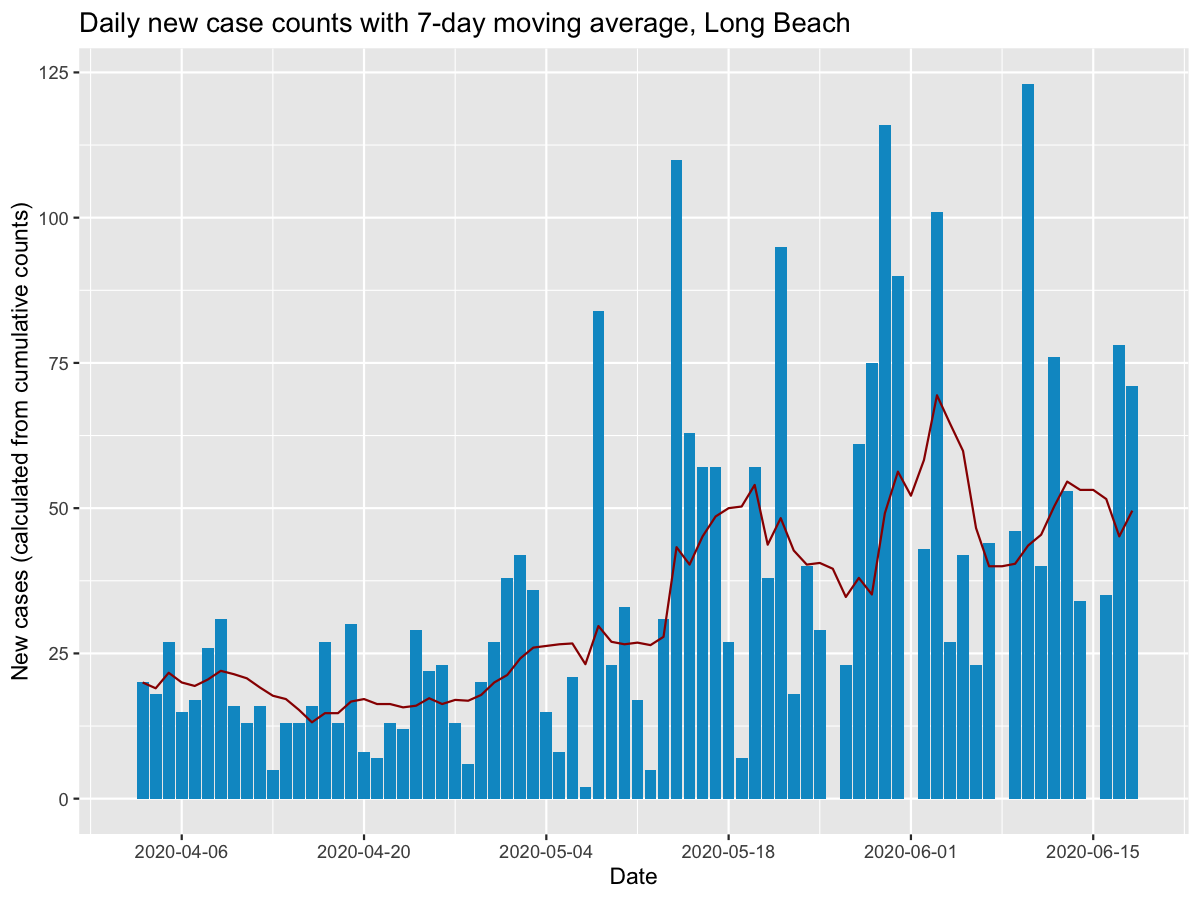 Daily new case counts with 7-day moving average, Long Beach
New cases (calculated from cumulative counts)
125
100
75
50
25
0
2020-04-06 2020-04-20 2020-05-04 2020-05-18 2020-06-01 2020-06-15
Date